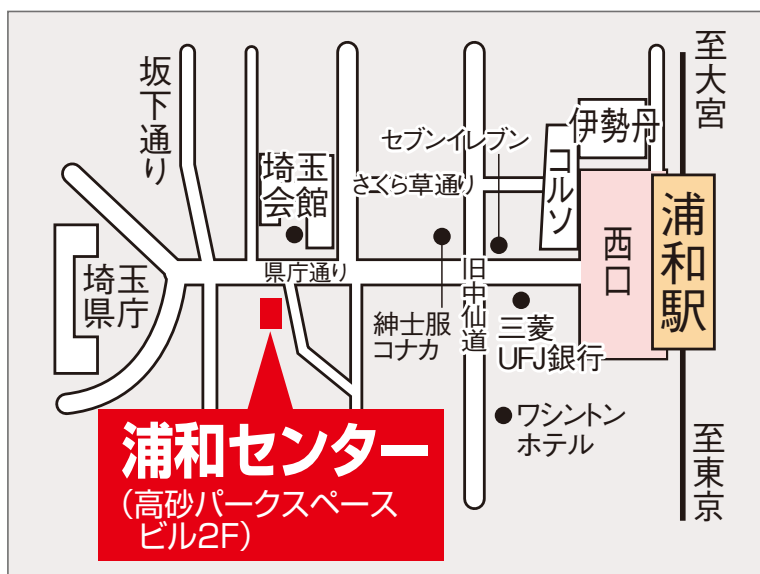 至大宮
坂下通り
伊勢丹
セブンイレブン
コルソ
埼玉
会館
さくら草通り
浦和駅
西口
県庁通り
旧中仙道
埼玉
県庁
紳士服
コナカ
三菱
UFJ銀行
ワシントン
ホテル
至東京
浦和センター
(高砂パークスペース
ビル2F)